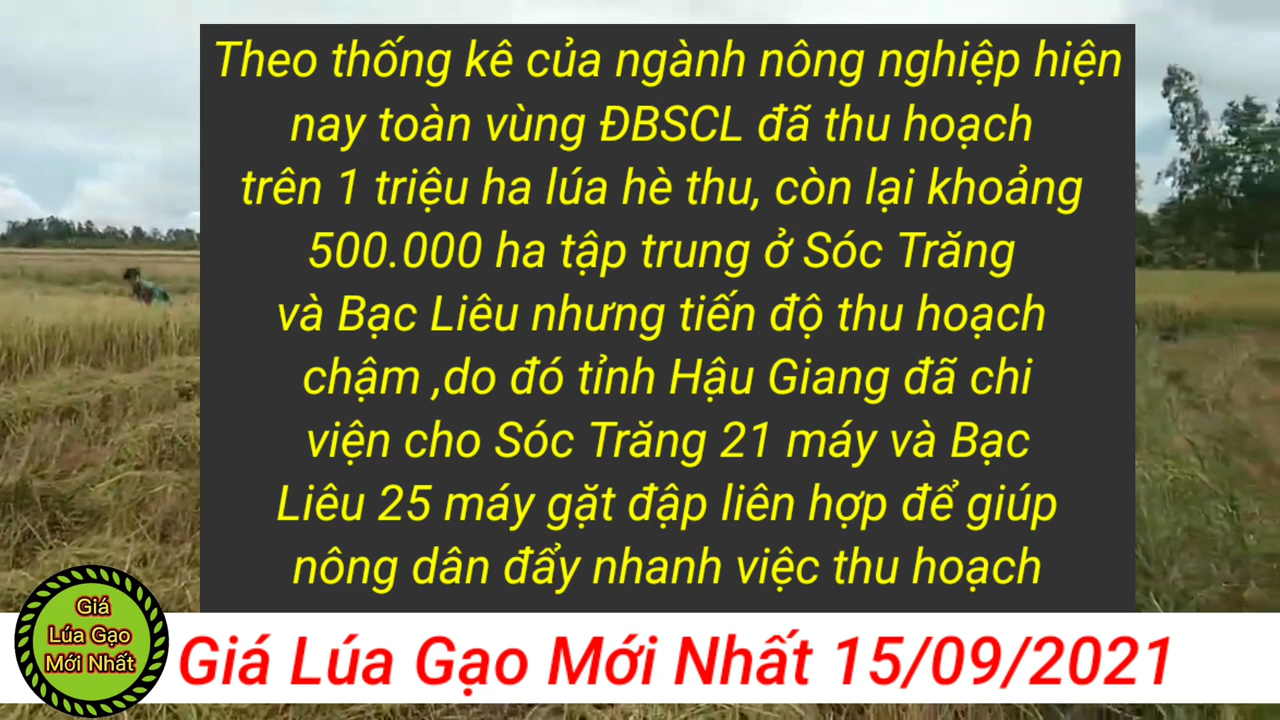 Theo thống kê của ngành nông nghiệp hiện
nay toàn vùng ĐBSCL đã thu hoạch
trên 1 triệu ha lúa hè thu, còn lại khoảng
500.000 ha tập trung ở Sóc Trăng
và Bạc Liêu nhưng tiến độ thu hoạch
chậm ,do đó tỉnh Hậu Giang đã chi
viện cho Sóc Trăng 21 máy và Bạc
Liêu 25 máy gặt đập liên hợp để giúp
nông dân đẩy nhanh việc thu hoạch
Giá
Lúa Gạo
Mới Nhất
Giá Lúa Gạo Mới Nhất 15/09/2021